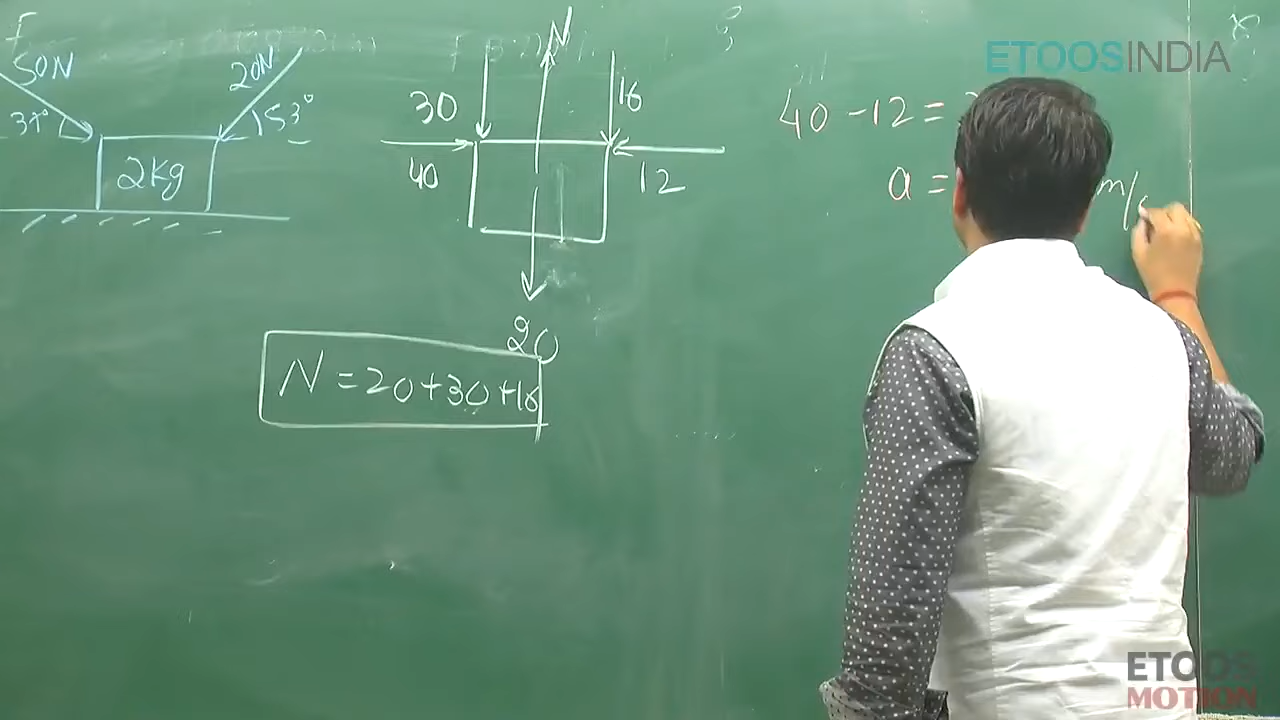 50N
37°
20N
53°
2Kg
N
30
16
40
12
20
N = 20 + 30 + 16
40 - 12 =
a =
m/s
ETOOSINDIA
ETOOS
MOTION